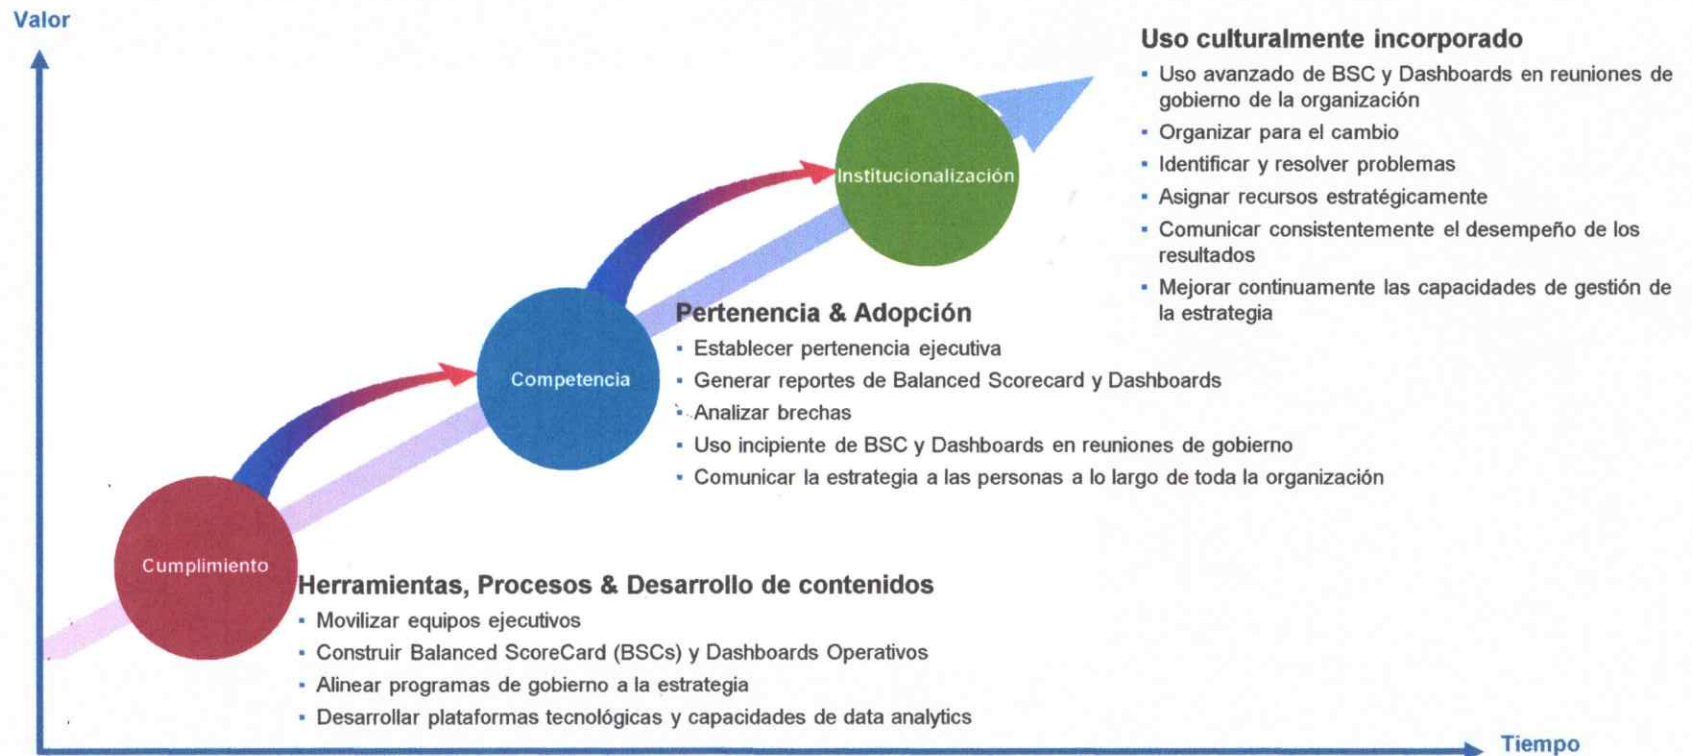 Valor
Uso culturalmente incorporado
▪ Uso avanzado de BSC y Dashboards en reuniones de
gobierno de la organización
▪ Organizar para el cambio
▪ Identificar y resolver problemas
▪ Asignar recursos estratégicamente
▪ Comunicar consistentemente el desempeño de los
resultados
▪ Mejorar continuamente las capacidades de gestión de
la estrategia
Institucionalización
Pertenencia & Adopción
▪ Establecer pertenencia ejecutiva
▪ Generar reportes de Balanced Scorecard y Dashboards
▪ Analizar brechas
▪ Uso incipiente de BSC y Dashboards en reuniones de gobierno
▪ Comunicar la estrategia a las personas a lo largo de toda la organización
Competencia
Cumplimiento
Herramientas, Procesos & Desarrollo de contenidos
▪ Movilizar equipos ejecutivos
▪ Construir Balanced ScoreCard (BSCs) y Dashboards Operativos
▪ Alinear programas de gobierno a la estrategia
▪ Desarrollar plataformas tecnológicas y capacidades de data analytics
Tiempo